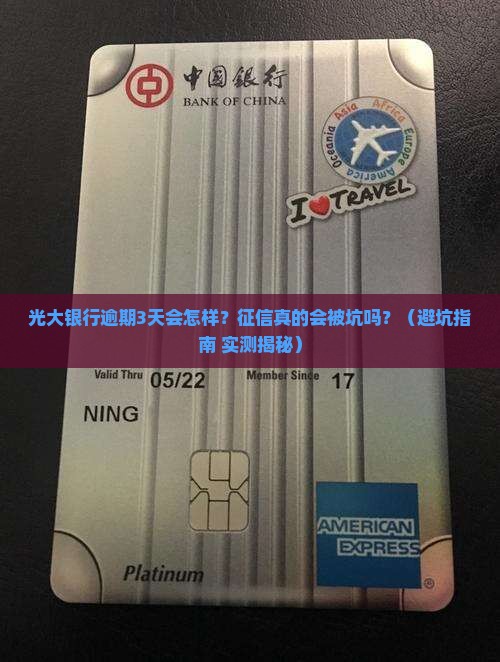 中国銀行
BANK OF CHINA
Asia Africa Europe America Oceania
I❤TRAVEL
光大银行逾期3天会怎样？征信真的会被坑吗？（避坑指
南 实测揭秘）
Valid Thru 05/22 Member Since 17
NING
AMERICAN
EXPRESS
®
Platinum